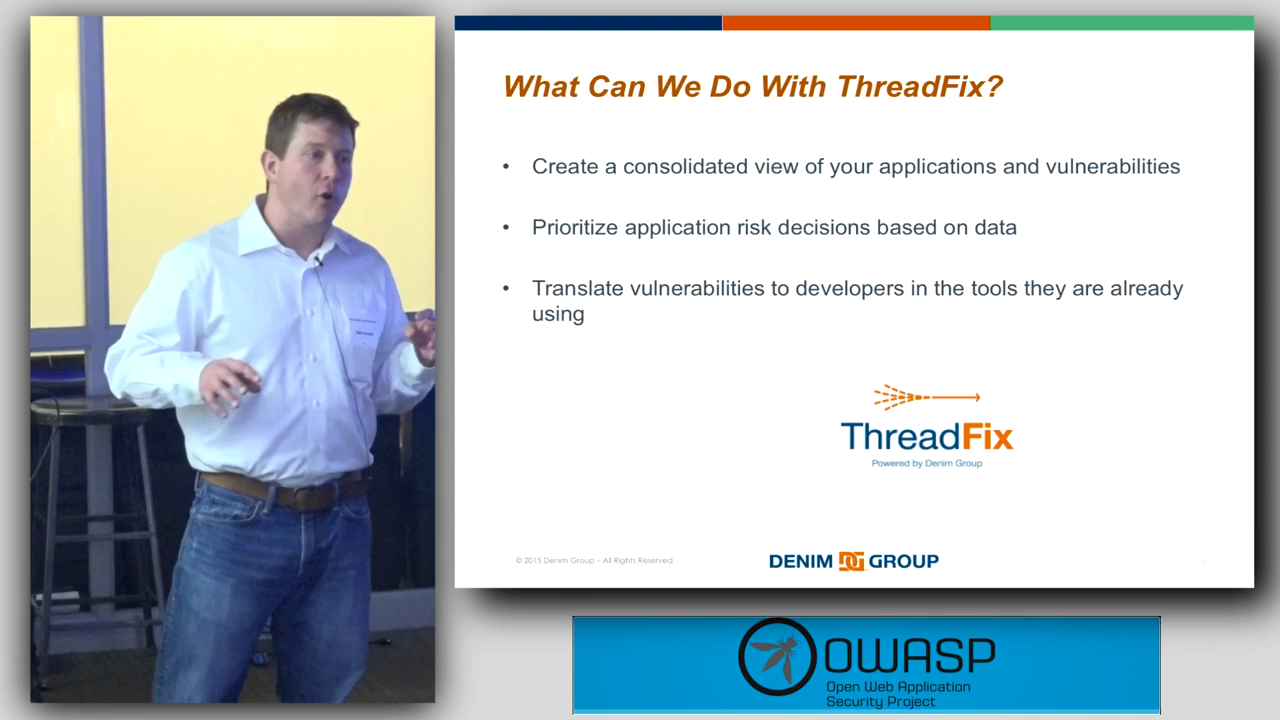 What Can We Do With ThreadFix?
• Create a consolidated view of your applications and vulnerabilities
• Prioritize application risk decisions based on data
• Translate vulnerabilities to developers in the tools they are already
using
ThreadFix
Powered by Denim Group
© 2015 Denim Group – All Rights Reserved
DENIM DG GROUP
OWASP
Open Web Application
Security Project